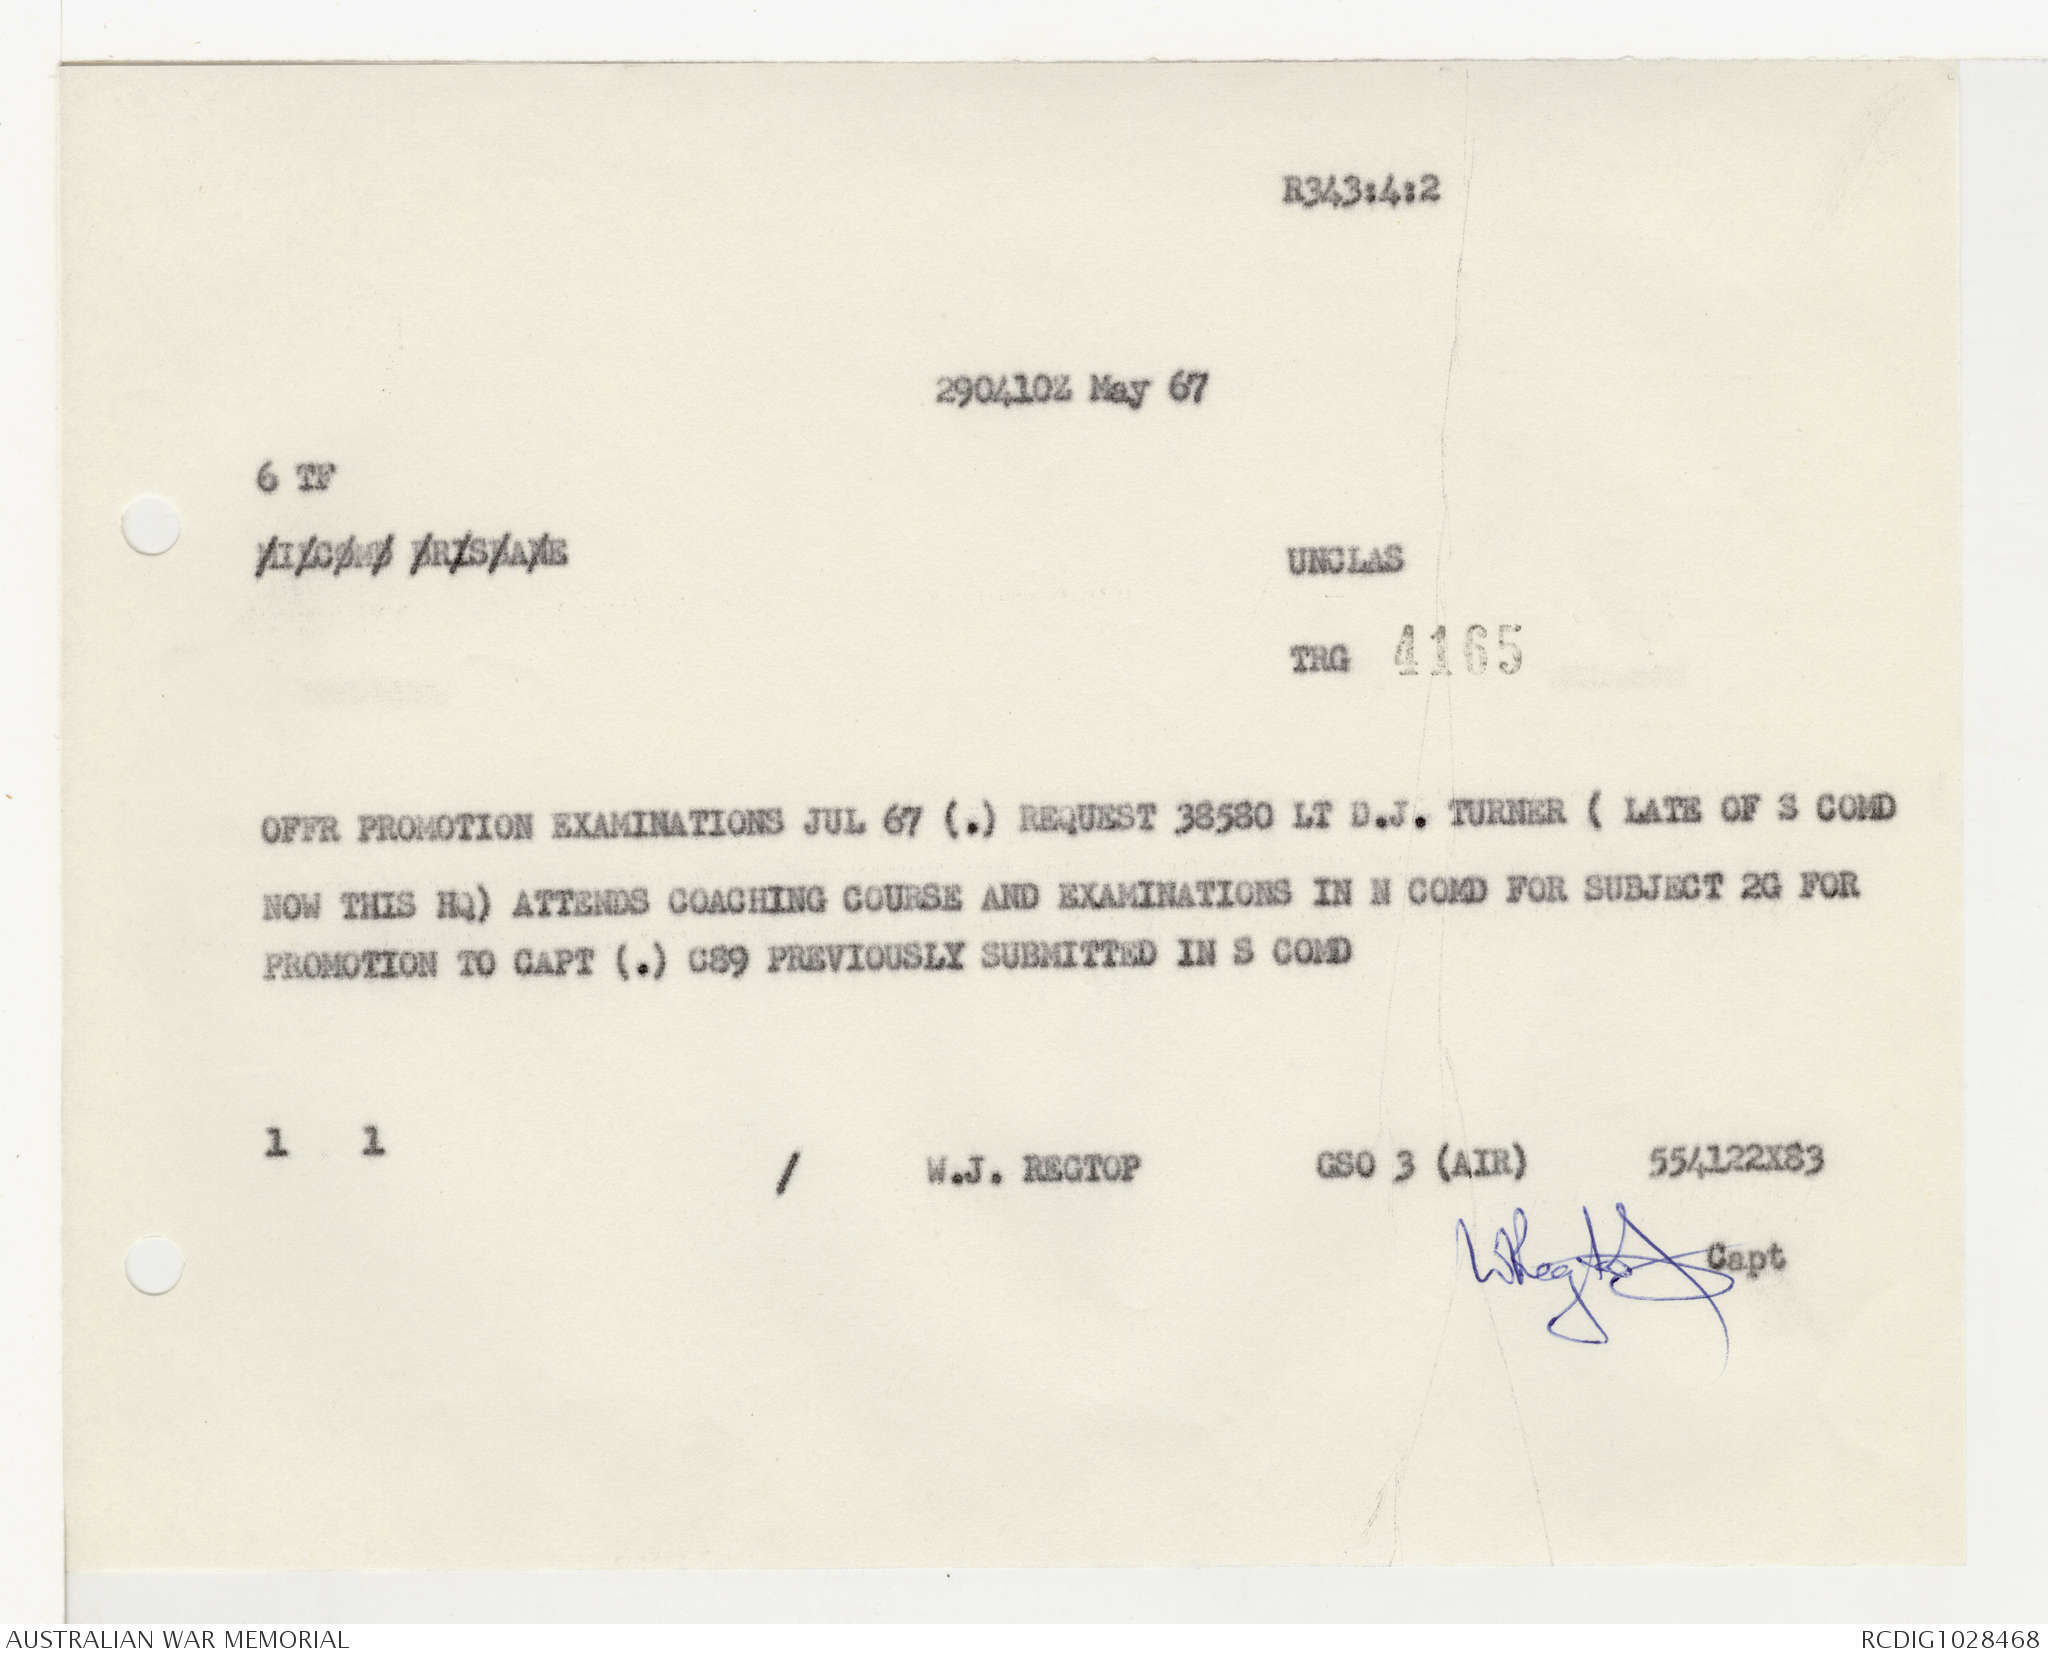 R343:4:2
290410Z May 67
6 TF
UNCLAS
TRG 4165
OFFR PROMOTION EXAMINATIONS JUL 67 (.) REQUEST 38580 LT D.J. TURNER ( LATE OF S COMD
NOW THIS HQ) ATTENDS COACHING COURSE AND EXAMINATIONS IN N COMD FOR SUBJECT 2G FOR
PROMOTION TO CAPT (.) C89 PREVIOUSLY SUBMITTED IN S COMD
1 1 / W.J. REGTOP GSO 3 (AIR) 554122X83
Capt
AUSTRALIAN WAR MEMORIAL RCDIG1028468